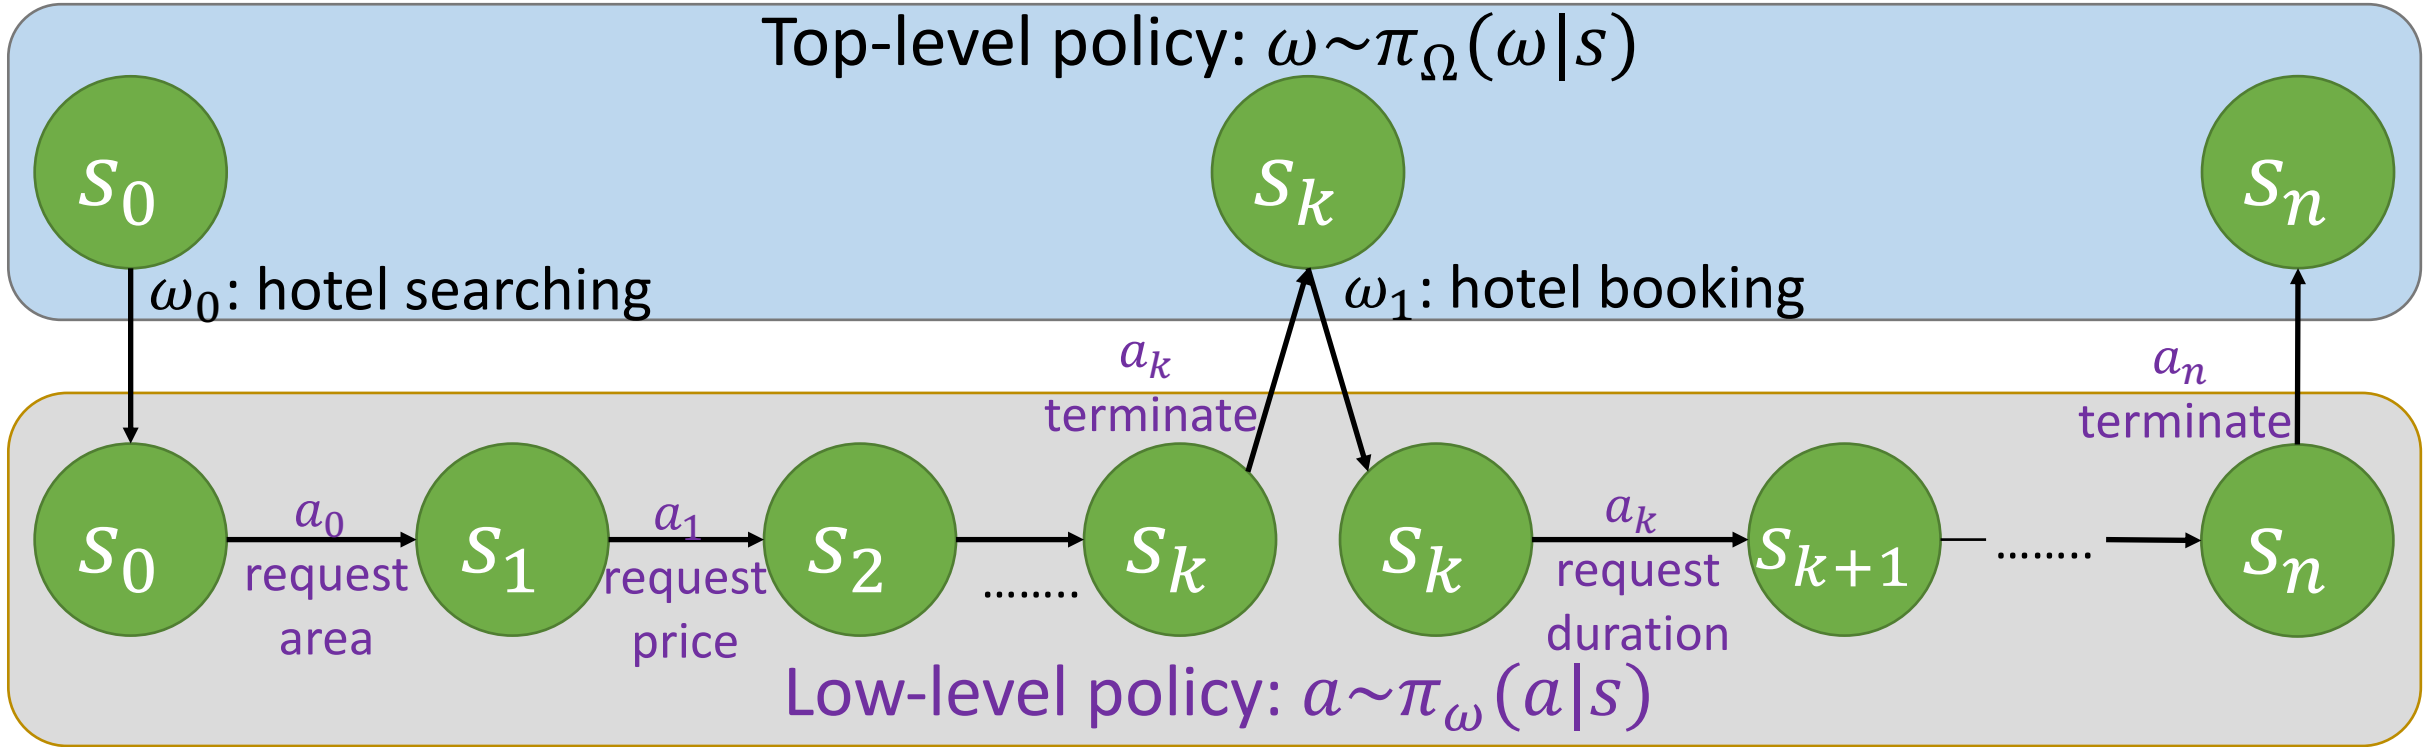 Top-level policy: ω~π_Ω(ω|s)
s_0
s_k
s_n
ω_0: hotel searching
ω_1: hotel booking
a_k
terminate
a_n
terminate
s_0
a_0
request
area
s_1
a_1
request
price
s_2
........
s_k
s_k
a_k
request
duration
s_{k+1}
........
s_n
Low-level policy: a~π_ω(a|s)